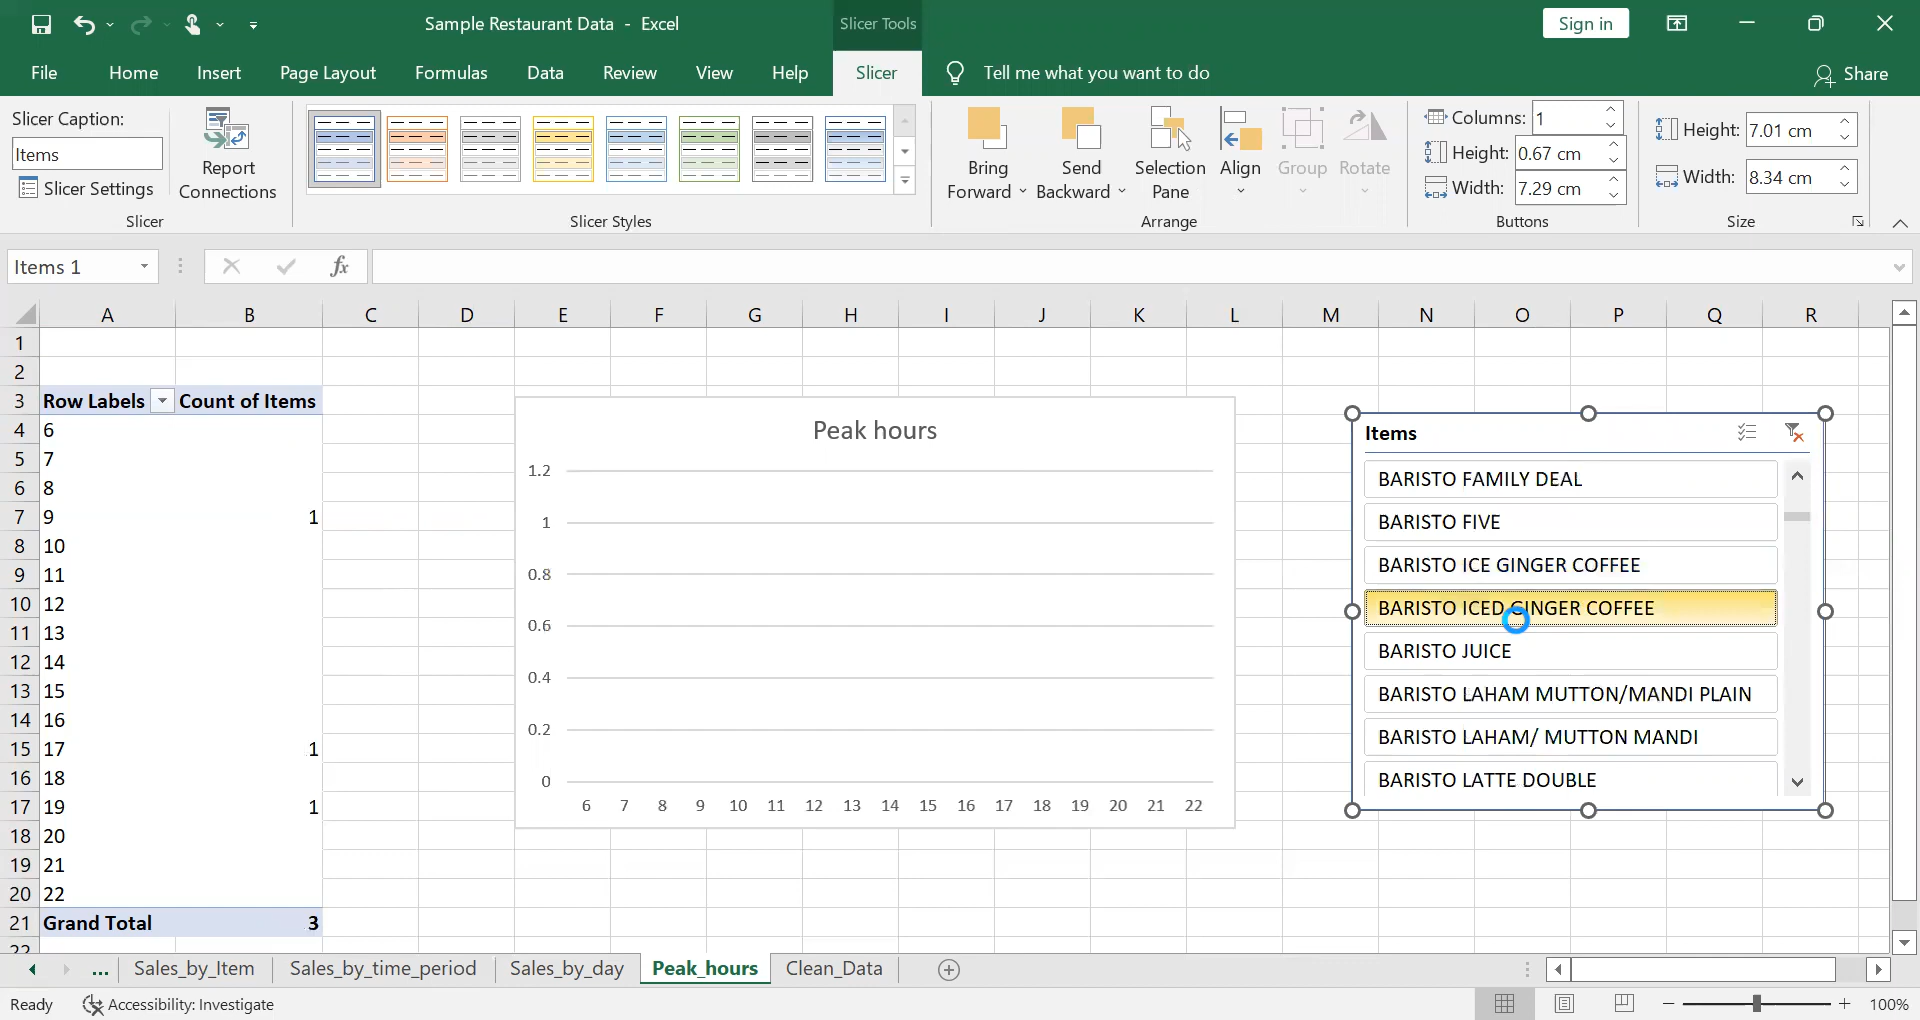 Sample Restaurant Data - Excel
Slicer Tools
Sign in
File Home Insert Page Layout Formulas Data Review View Help Slicer Tell me what you want to do Share
Slicer Caption:
Items
Slicer Settings
Report
Connections
Slicer
Slicer Styles
Bring
Forward
Send
Backward
Selection
Pane
Align
Group
Rotate
Arrange
Columns: 1
Height: 0.67 cm
Width: 7.29 cm
Buttons
Height: 7.01 cm
Width: 8.34 cm
Size
Items 1
fx
A B C D E F G H I J K L M N O P Q R
1
2
3 Row Labels Count of Items
4 6
5 7
6 8
7 9 1
8 10
9 11
10 12
11 13
12 14
13 15
14 16
15 17 1
16 18
17 19 1
18 20
19 21
20 22
21 Grand Total 3
22
Peak hours
1.2
1
0.8
0.6
0.4
0.2
0
6 7 8 9 10 11 12 13 14 15 16 17 18 19 20 21 22
Items
BARISTO FAMILY DEAL
BARISTO FIVE
BARISTO ICE GINGER COFFEE
BARISTO ICED GINGER COFFEE
BARISTO JUICE
BARISTO LAHAM MUTTON/MANDI PLAIN
BARISTO LAHAM/ MUTTON MANDI
BARISTO LATTE DOUBLE
... Sales_by_Item Sales_by_time_period Sales_by_day Peak_hours Clean_Data
Ready Accessibility: Investigate 100%